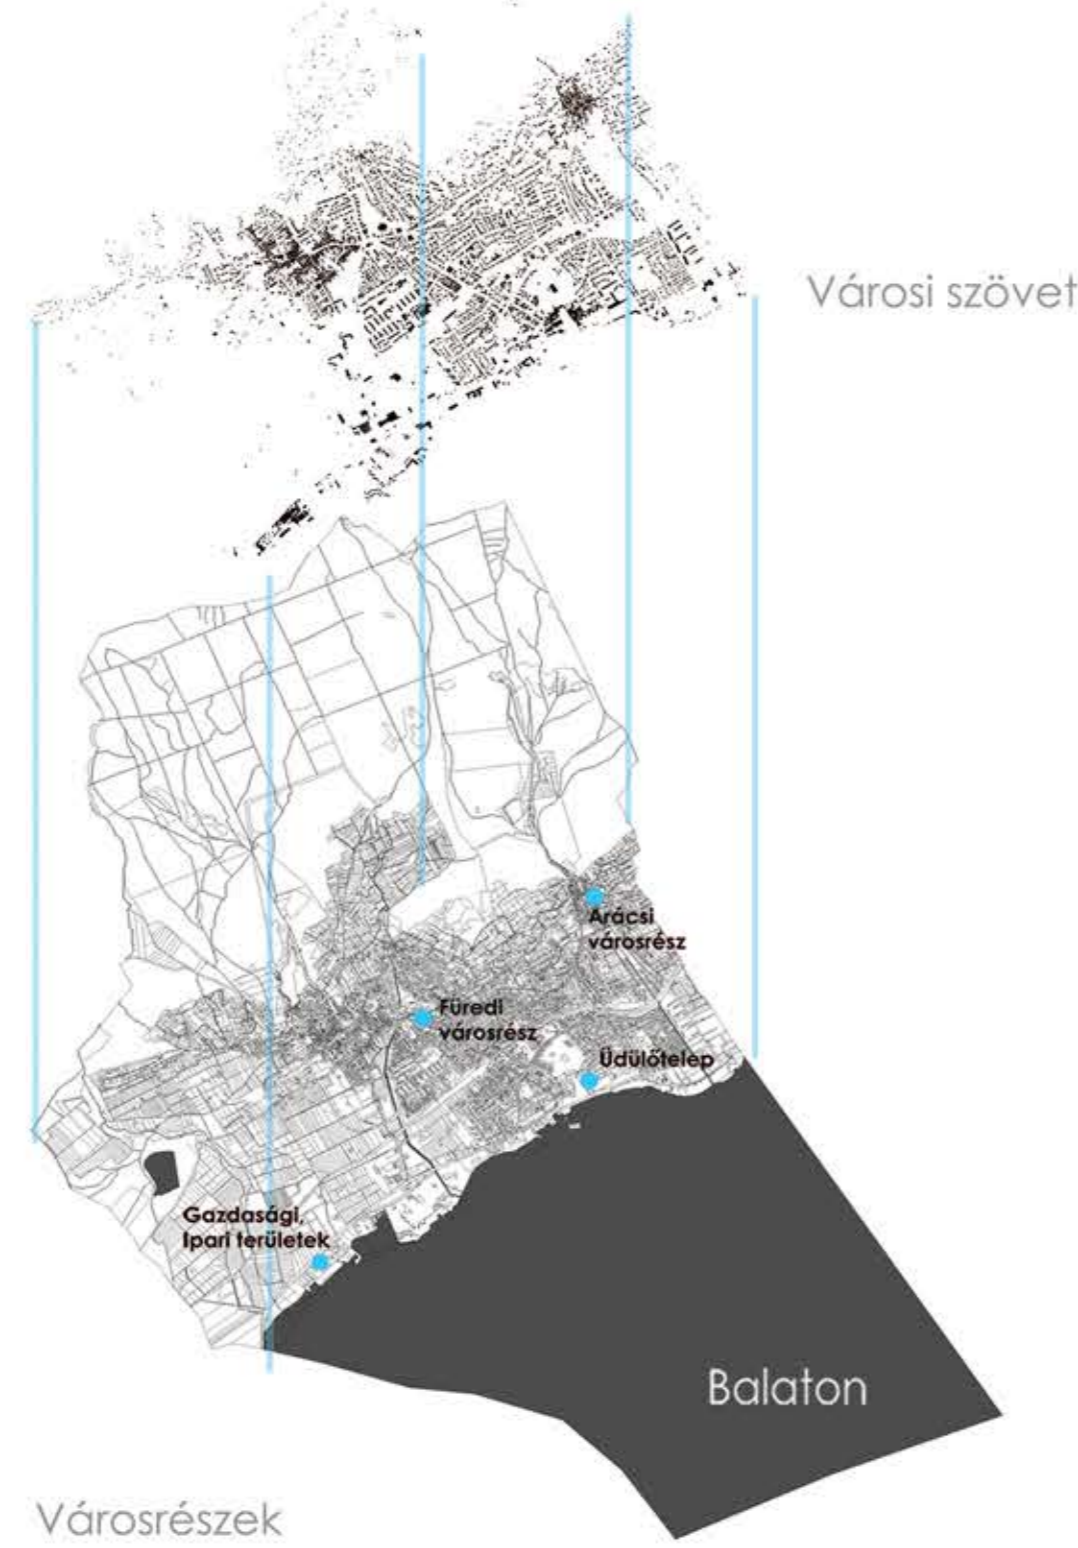 Városi szövet
Arácsi
városrész
Füredi
városrész
Üdülőtelep
Gazdasági,
Ipari területek
Balaton
Városrészek